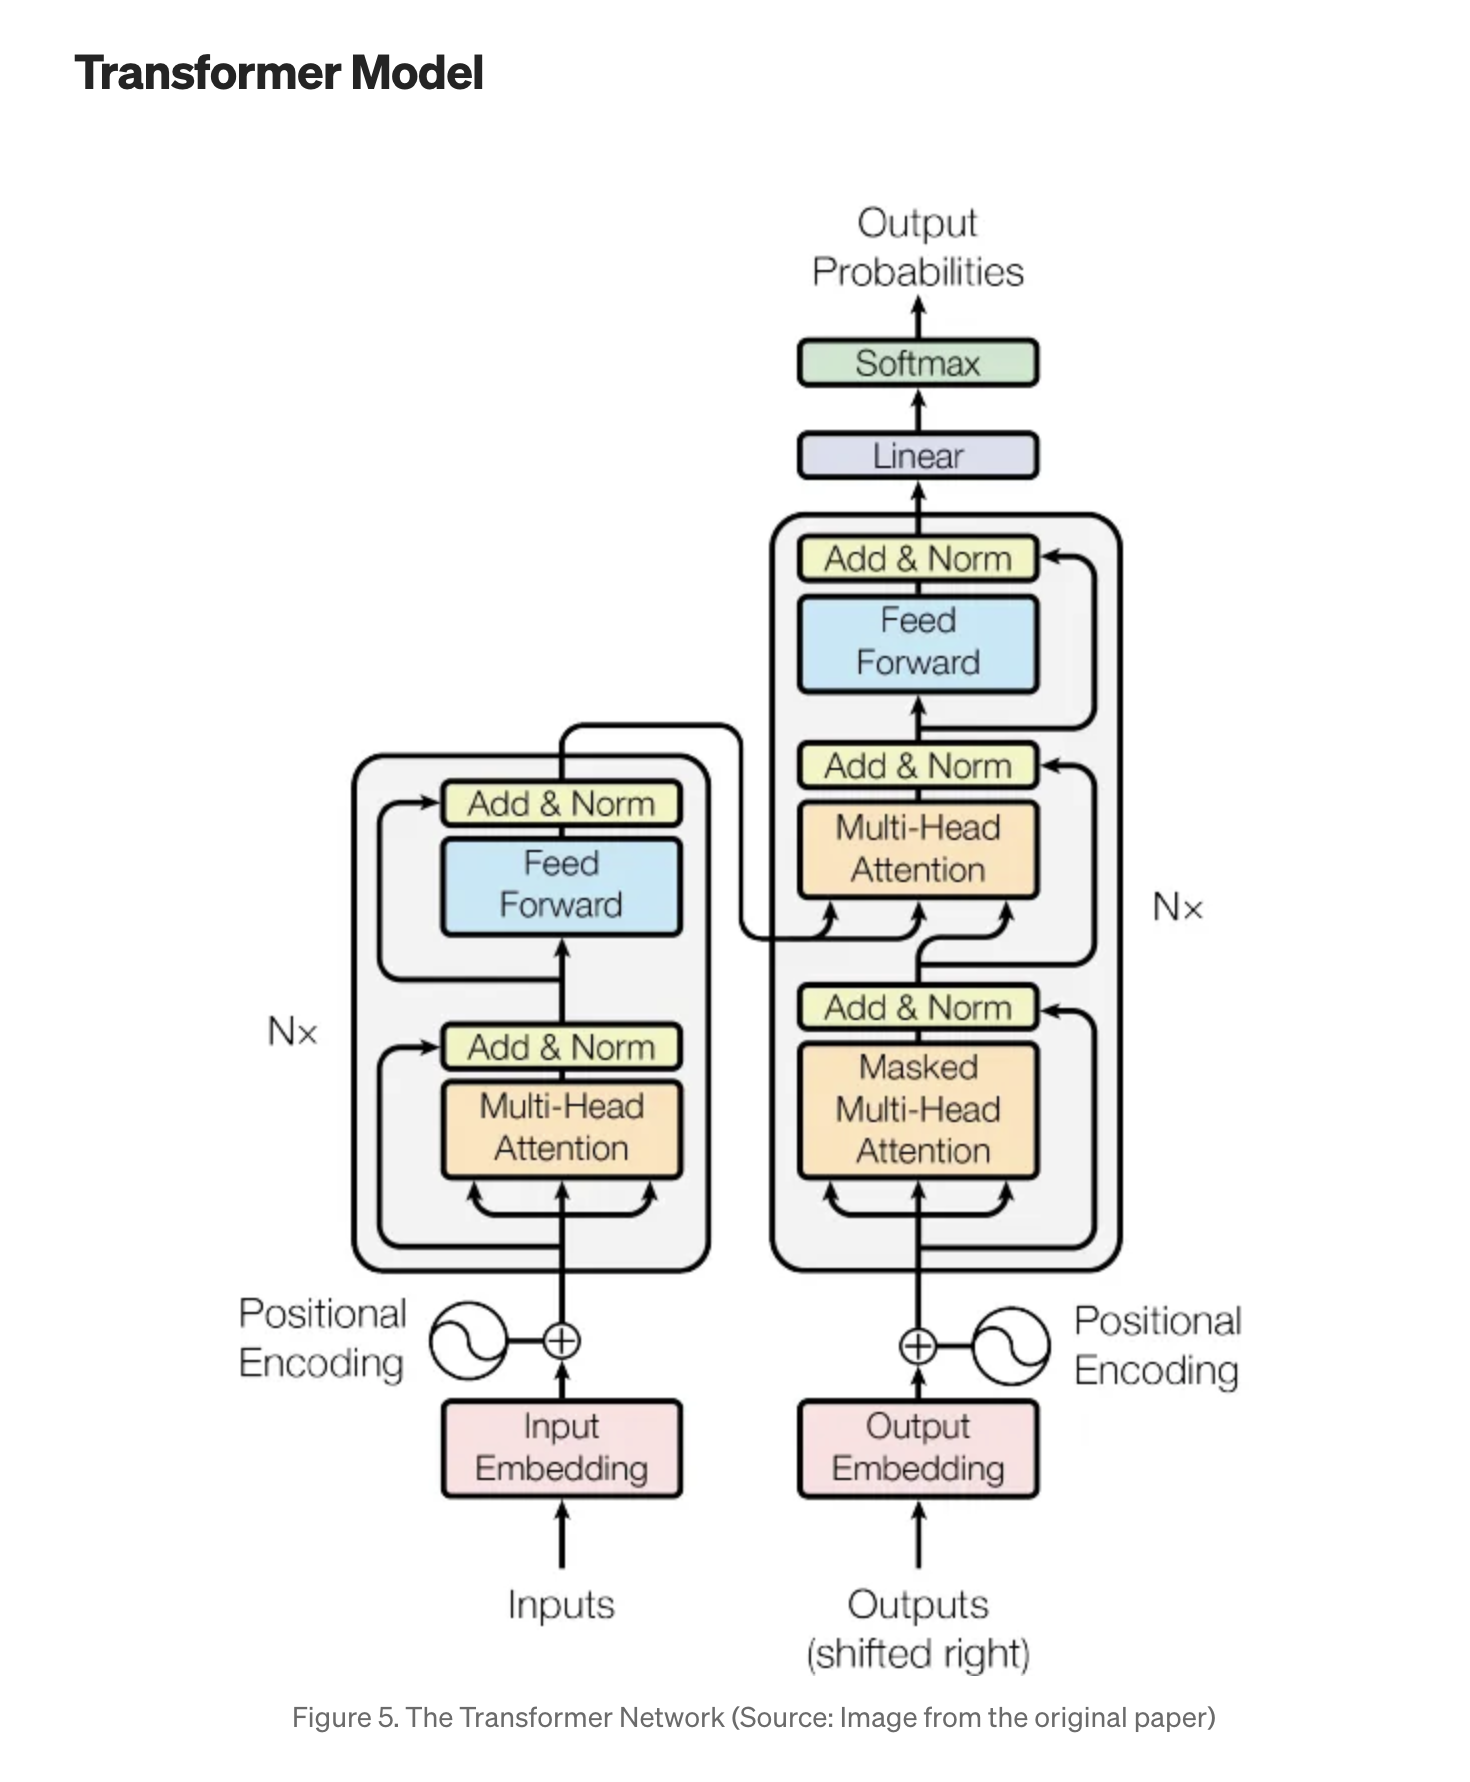 Transformer Model
Output
Probabilities
Softmax
Linear
Add & Norm
Feed
Forward
Add & Norm
Multi-Head
Attention
Nx
Add & Norm
Masked
Multi-Head
Attention
Add & Norm
Feed
Forward
Nx
Add & Norm
Multi-Head
Attention
Positional
Encoding
Positional
Encoding
Input
Embedding
Output
Embedding
Inputs
Outputs
(shifted right)
Figure 5. The Transformer Network (Source: Image from the original paper)